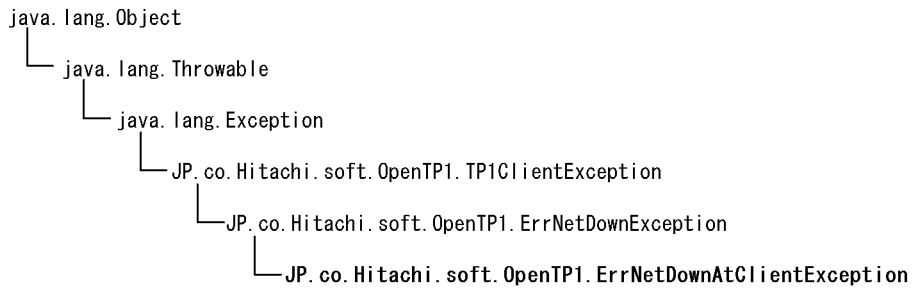 java.lang.Object
java.lang.Throwable
java.lang.Exception
JP.co.Hitachi.soft.OpenTP1.TP1ClientException
JP.co.Hitachi.soft.OpenTP1.ErrNetDownException
JP.co.Hitachi.soft.OpenTP1.ErrNetDownAtClientException